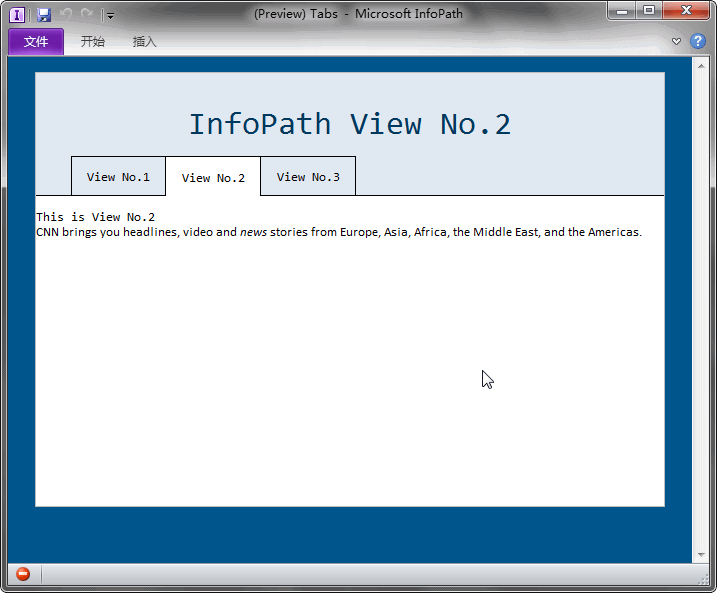 (Preview) Tabs - Microsoft InfoPath
文件 开始 插入
InfoPath View No.2
View No.1 View No.2 View No.3
This is View No.2
CNN brings you headlines, video and news stories from Europe, Asia, Africa, the Middle East, and the Americas.